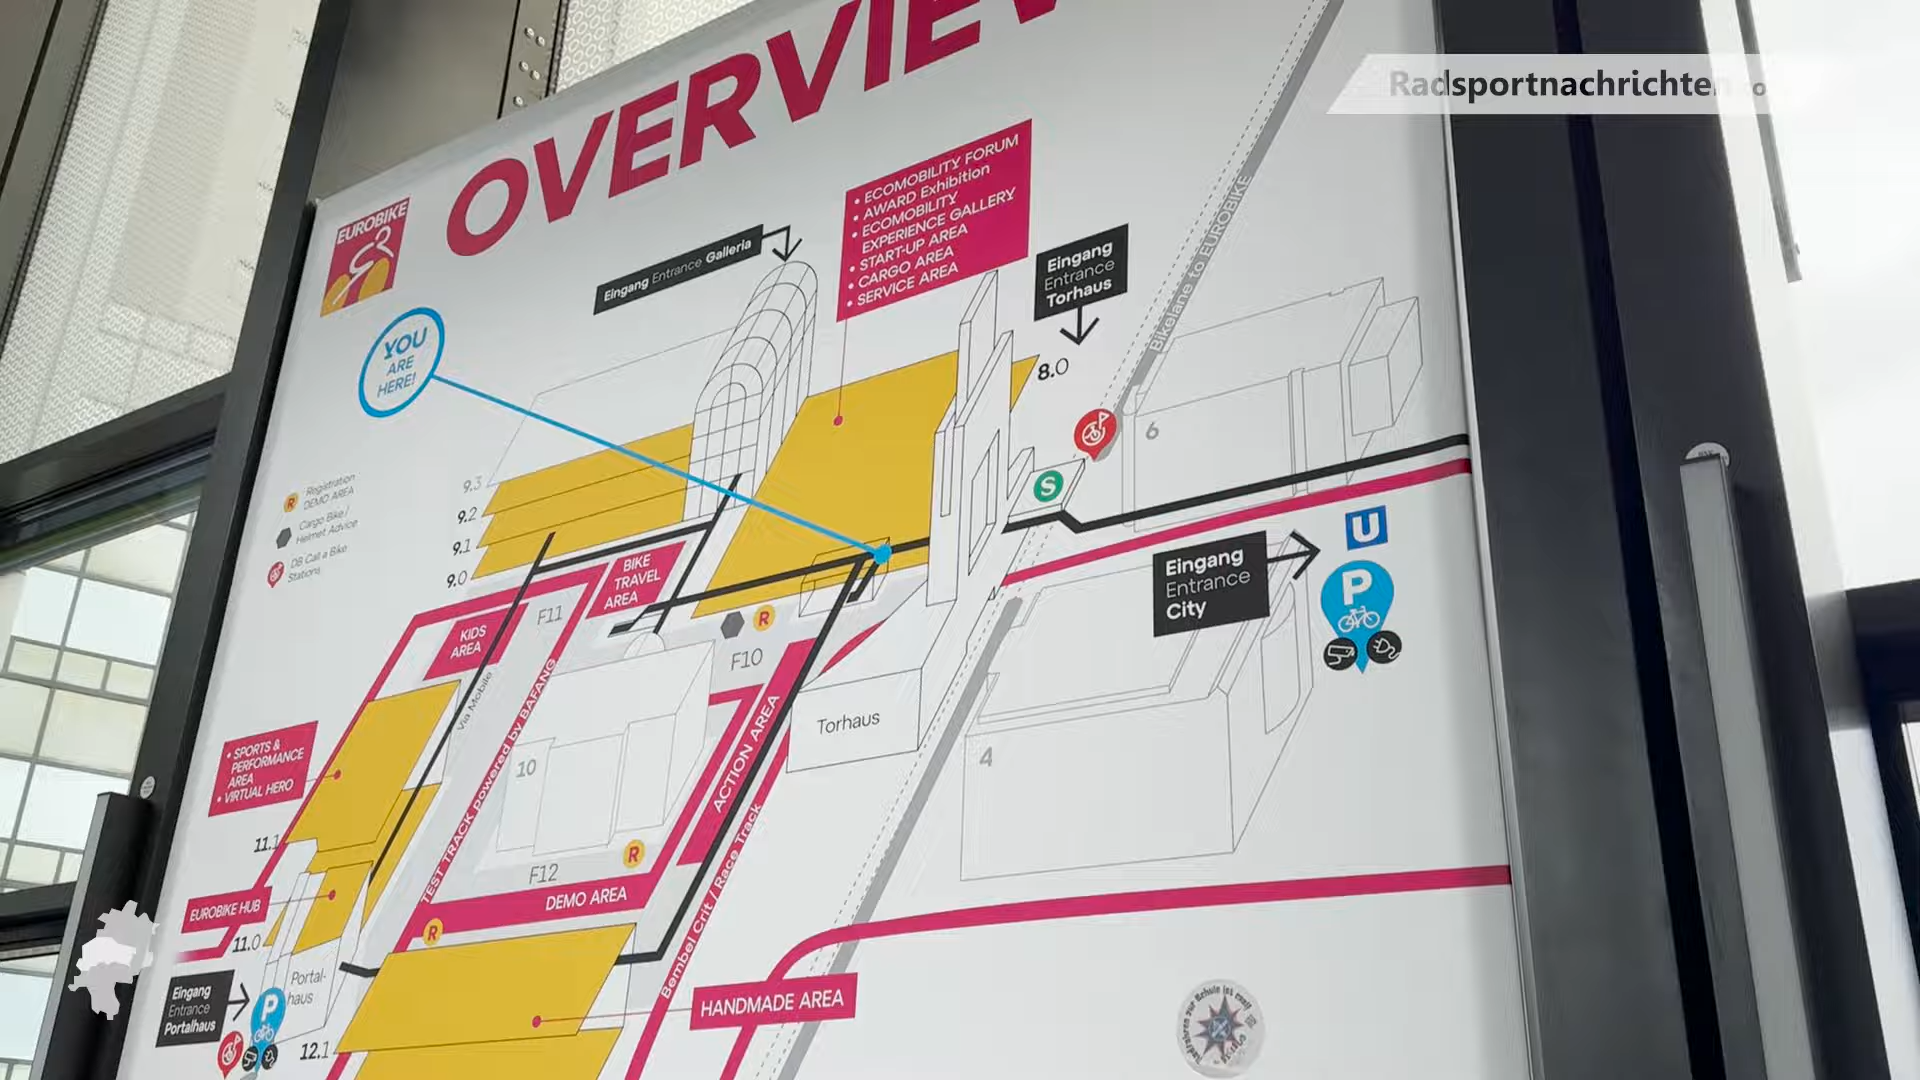 OVERVIEW
Radsportnachrichten.co
EUROBIKE
• ECOMOBILITY FORUM
• AWARD Exhibition
• ECOMOBILITY
EXPERIENCE GALLERY
• START-UP AREA
• CARGO AREA
• SERVICE AREA
Eingang Entrance Galleria
Eingang
Entrance
Torhaus
Bikelane to EUROBIKE
YOU
ARE
HERE!
8.0
6
S
9.3
9.2
9.1
9.0
R Registration
DEMO AREA
Cargo Bike /
Helmet Advice
DB Call a Bike
Stations
BIKE
TRAVEL
AREA
F11
KIDS
AREA
R
F10
Eingang
Entrance
City
U
P
Via Mobile
TEST TRACK powered by BAFANG
ACTION AREA
Torhaus
4
10
• SPORTS &
PERFORMANCE
AREA
• VIRTUAL HERO
11.1
R
F12
DEMO AREA
Bembel Crit / Race Track
EUROBIKE HUB
R
11.0
Portal-
haus
Eingang
Entrance
Portalhaus
P
HANDMADE AREA
12.1